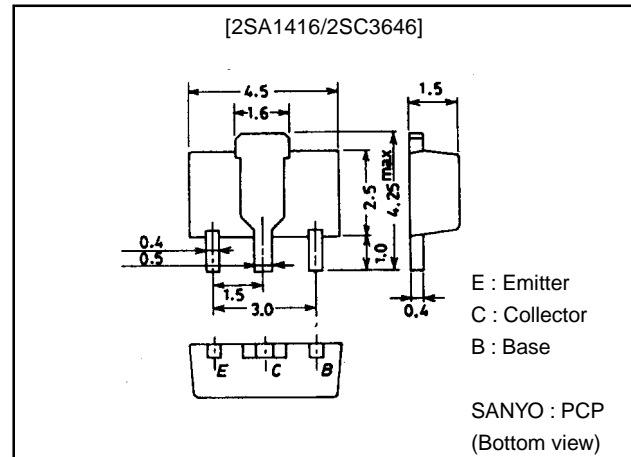 [2SA1416/2SC3646]
4.5
1.6
1.5
2.5
4.25max
1.0
0.4
0.5
1.5
3.0
0.4
E C B
E : Emitter
C : Collector
B : Base
SANYO : PCP
(Bottom view)